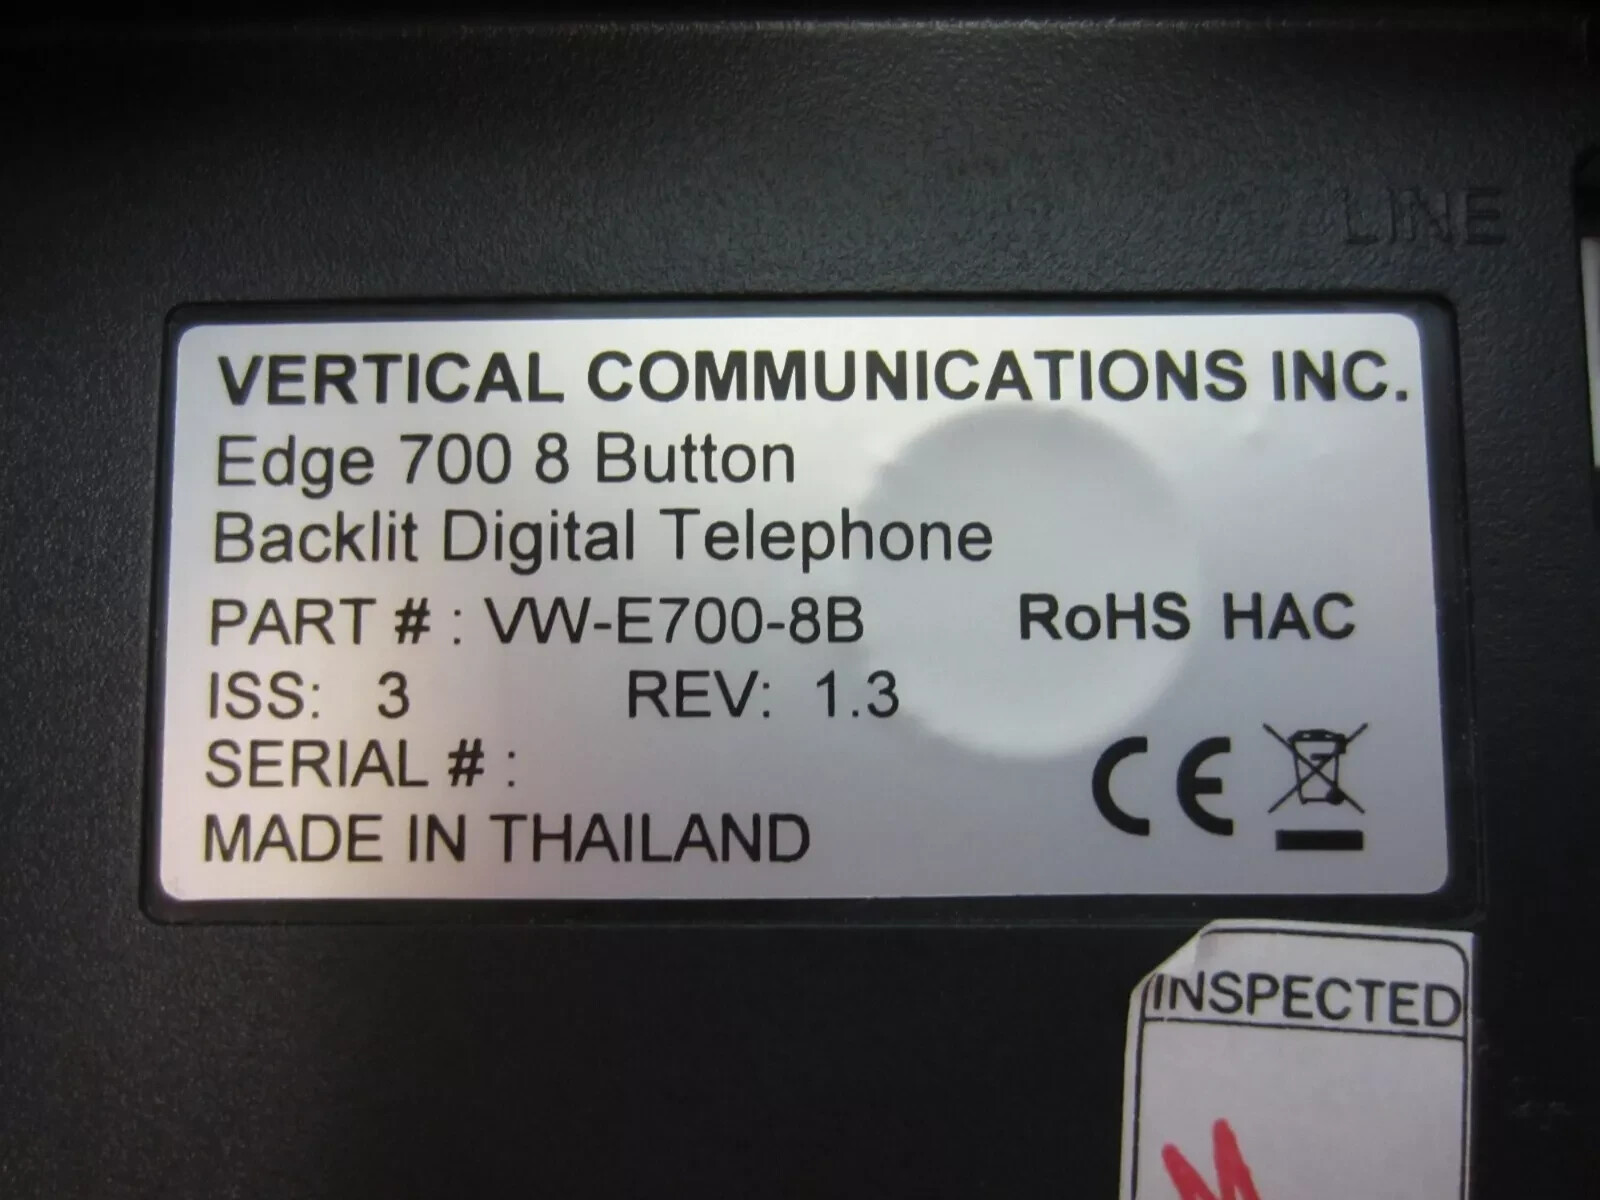 LINE
VERTICAL COMMUNICATIONS INC.
Edge 700 8 Button
Backlit Digital Telephone
PART # : VW-E700-8B RoHS HAC
ISS: 3 REV: 1.3
SERIAL # :
CE
MADE IN THAILAND
INSPECTED
M